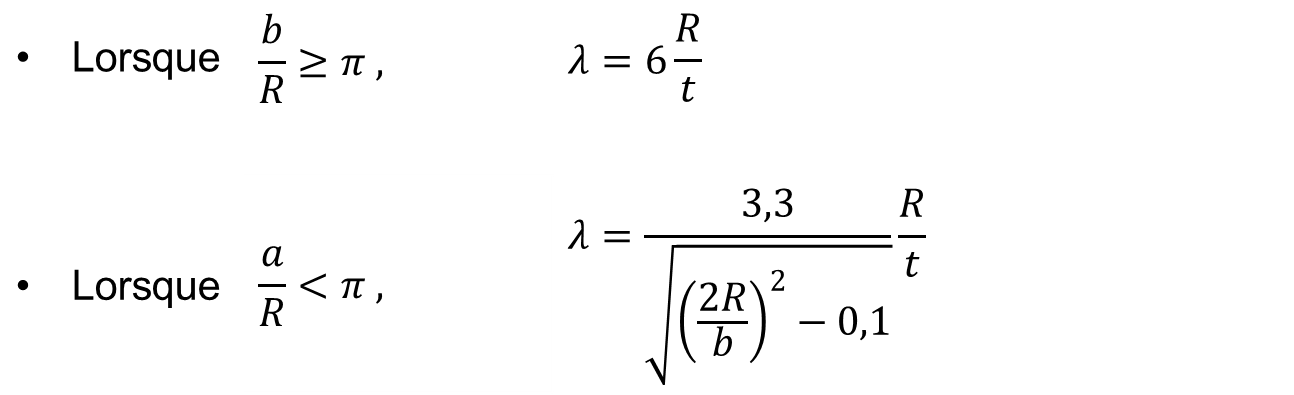 • Lorsque b/R ≥ π , λ = 6 R/t
• Lorsque a/R < π , λ = 3,3/√((2R/b)² − 0,1) R/t